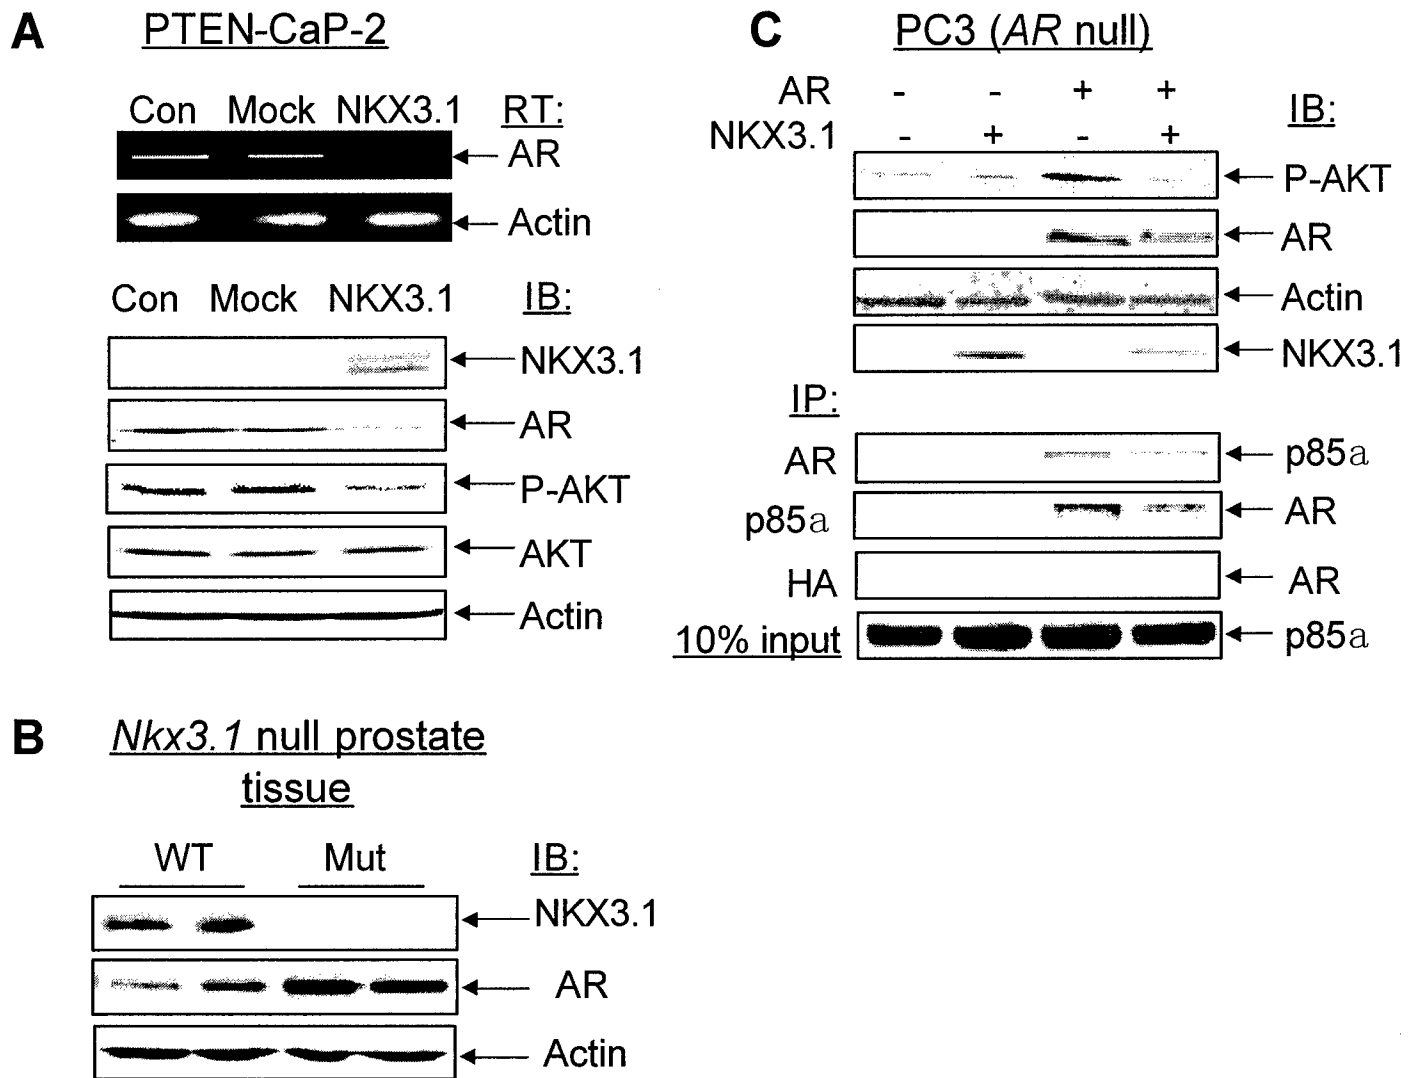 A
PTEN-CaP-2
Con Mock NKX3.1 RT:
AR
Actin
Con Mock NKX3.1 IB:
NKX3.1
AR
P-AKT
AKT
Actin
B
Nkx3.1 null prostate
tissue
WT Mut IB:
NKX3.1
AR
Actin
C
PC3 (AR null)
AR - - + +
IB:
NKX3.1 - + - +
P-AKT
AR
Actin
NKX3.1
IP:
AR p85a
p85a AR
HA AR
10% input p85a